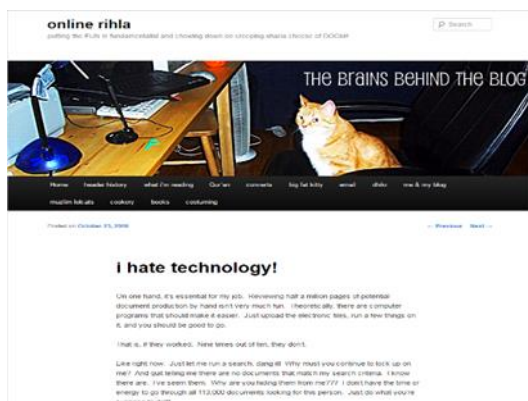 online rihla
putting the in fundamentalist and chowing down on creeping sharia cheese of DOOM!!
Search
THE BRAINS BEHIND THE BLOG
Home header history what i'm reading Qur'an converts big fat kitty email dhikr me & my blog
muslim felicats cookery books costuming
Posted on October 23, 2008
← Previous Next →
i hate technology!
On one hand, it's essential for my job. Reviewing half a million pages of potential
document production by hand isn't very much fun. Theoretically, there are computer
programs that should make it easier. Just upload the electronic files, run a few things on
it, and you should be good to go.
That is, if they worked. Nine times out of ten, they don't.
Like right now. Just let me run a search, dang it! Why must you continue to lock up on
me? And quit telling me there are no documents that match my search criteria. I know
there are. I've seen them. Why are you hiding them from me??? I don't have the time or
energy to go through all 113,000 documents looking for this person. Just do what you're